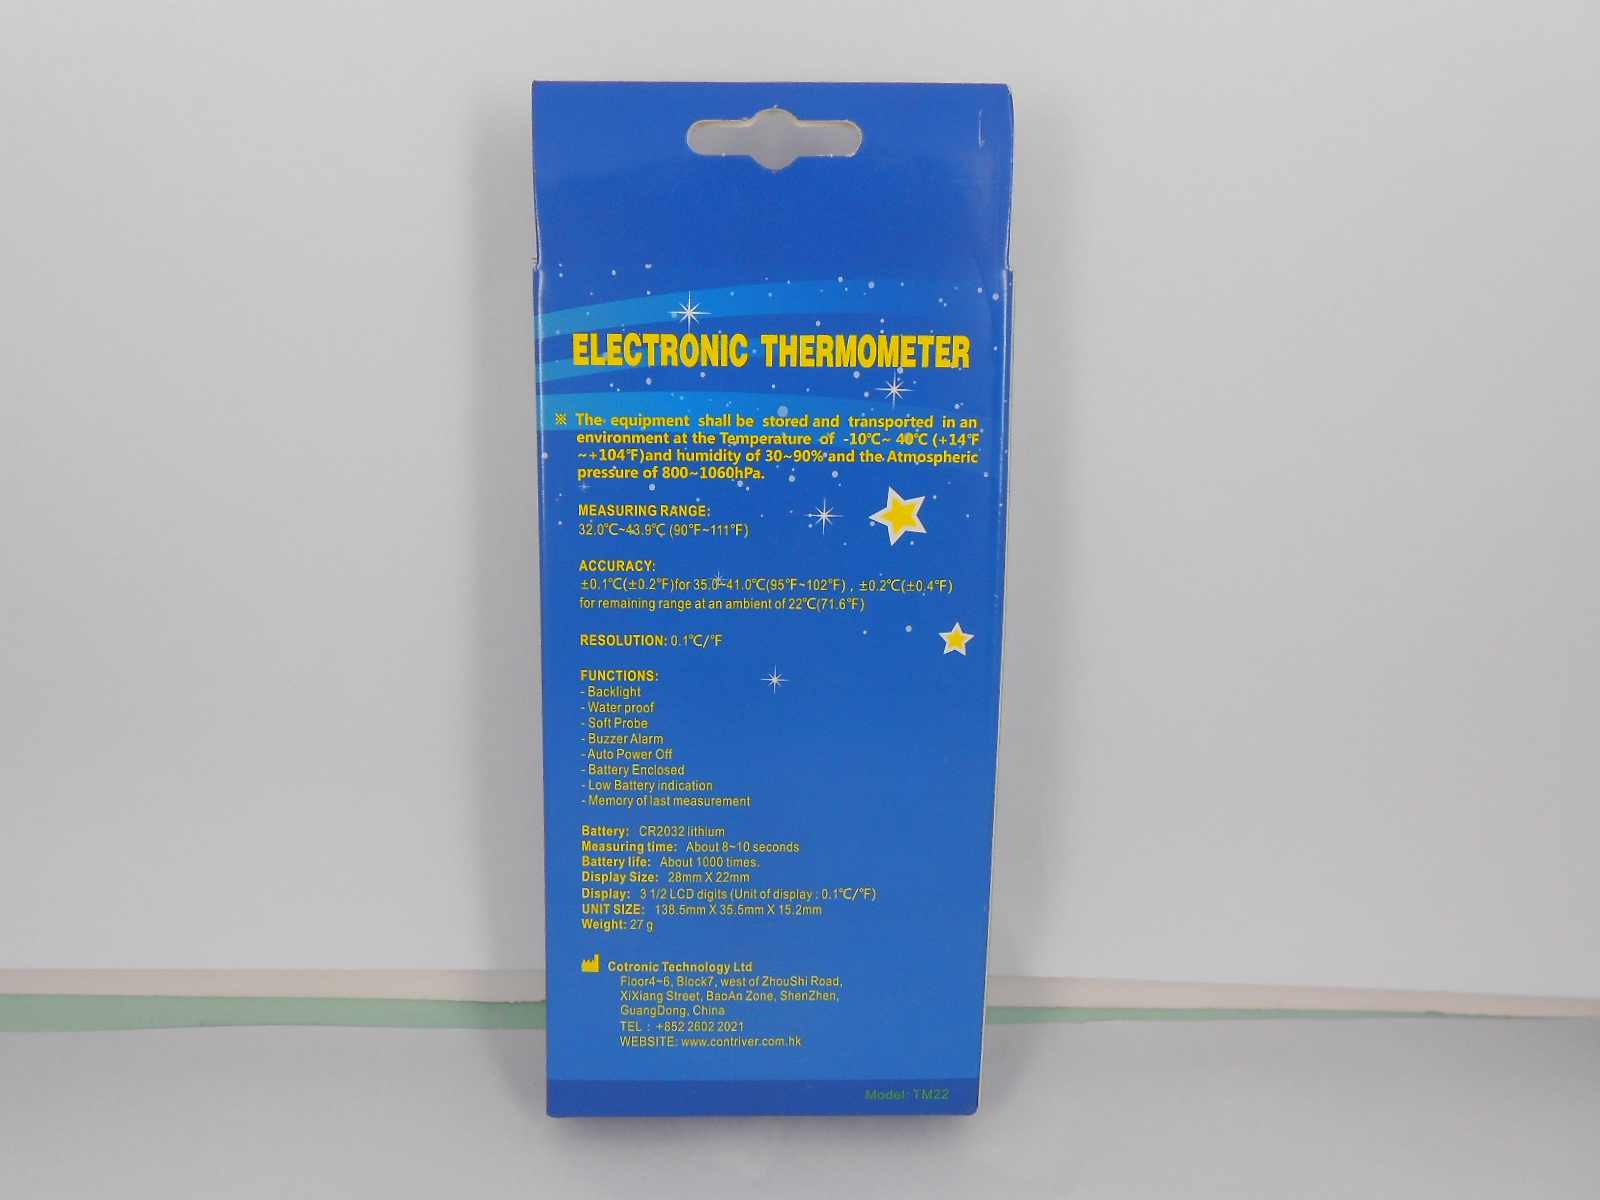 ELECTRONIC THERMOMETER
※ The equipment shall be stored and transported in an
environment at the Temperature of -10℃~ 40℃ (+14℉
~+104℉)and humidity of 30~90% and the Atmospheric
pressure of 800~1060hPa.
MEASURING RANGE:
32.0℃~43.9℃ (90℉~111℉)
ACCURACY:
±0.1℃(±0.2℉)for 35.0~41.0℃(95℉~102℉) , ±0.2℃(±0.4℉)
for remaining range at an ambient of 22℃(71.6℉)
RESOLUTION: 0.1℃/℉
FUNCTIONS:
- Backlight
- Water proof
- Soft Probe
- Buzzer Alarm
- Auto Power Off
- Battery Enclosed
- Low Battery indication
- Memory of last measurement
Battery: CR2032 lithium
Measuring time: About 8~10 seconds
Battery life: About 1000 times.
Display Size: 28mm X 22mm
Display: 3 1/2 LCD digits (Unit of display : 0.1℃/℉)
UNIT SIZE: 138.5mm X 35.5mm X 15.2mm
Weight: 27 g
Cotronic Technology Ltd
Floor4~6, Block7, west of ZhouShi Road,
XiXiang Street, BaoAn Zone, ShenZhen,
GuangDong, China
TEL : +852 2602 2021
WEBSITE: www.contriver.com.hk
Model: TM22